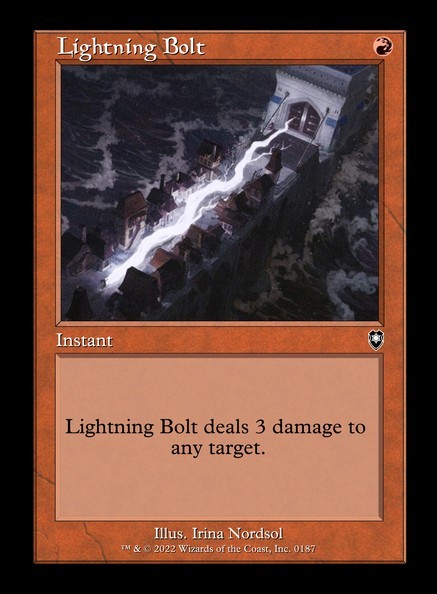 Lightning Bolt
Instant
Lightning Bolt deals 3 damage to
any target.
Illus. Irina Nordsol
™ & © 2022 Wizards of the Coast, Inc. 0187